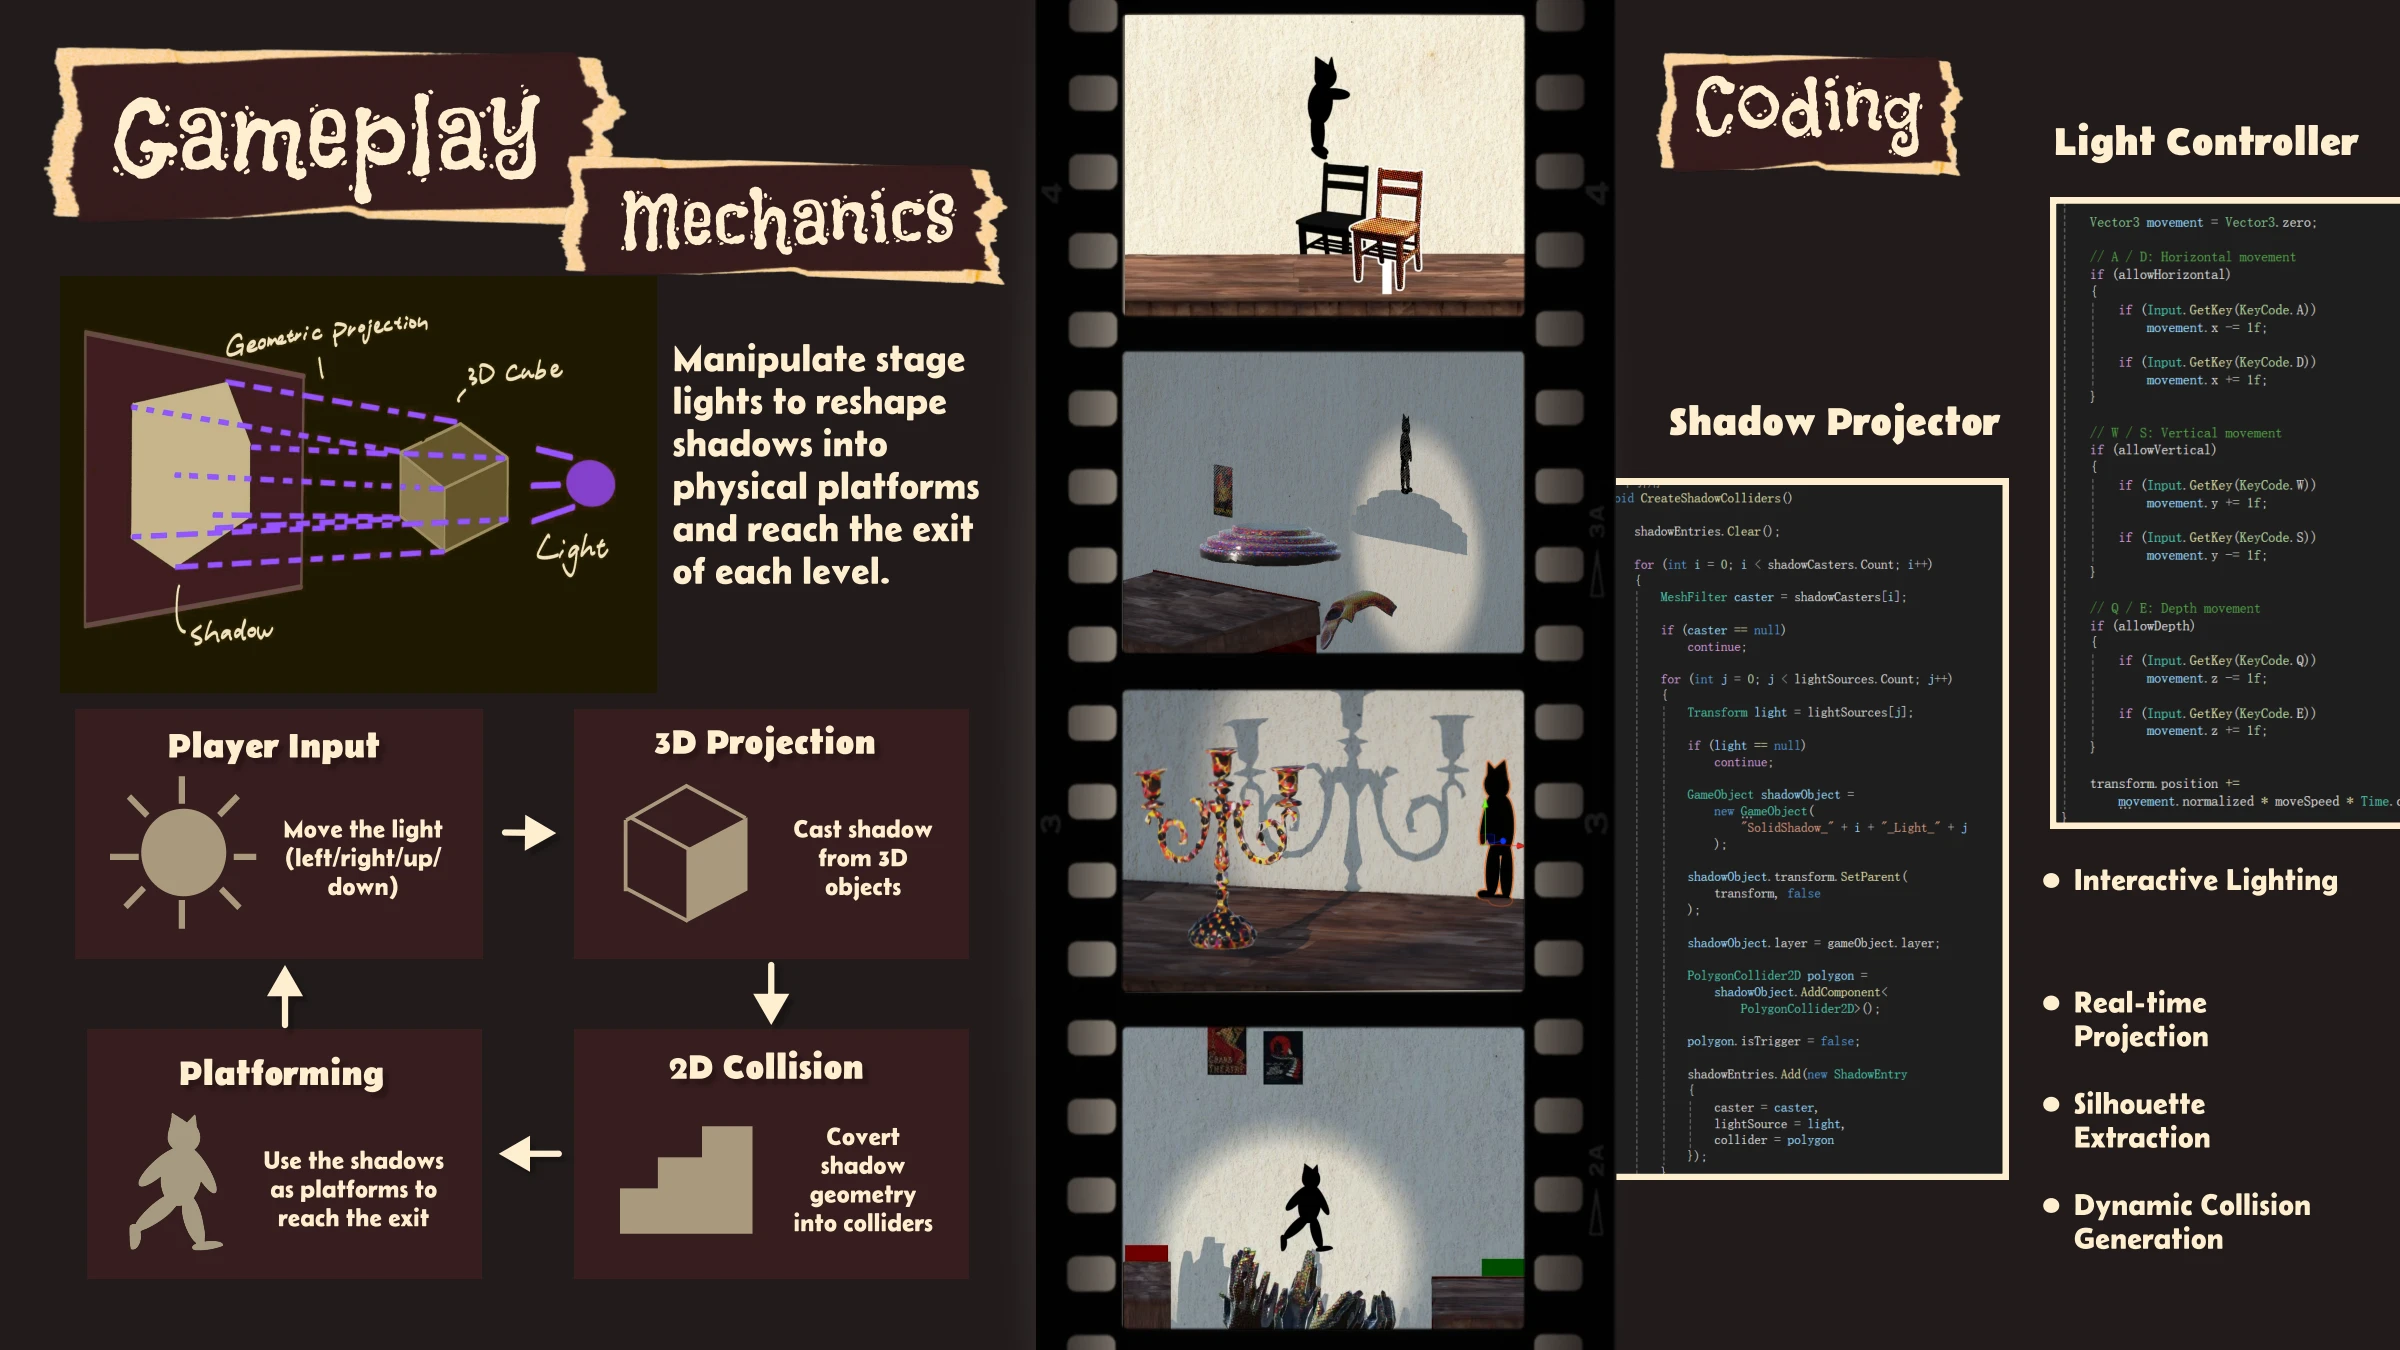 Gameplay
Mechanics
Geometric projection
3D cube
Light
Shadow
Manipulate stage
lights to reshape
shadows into
physical platforms
and reach the exit
of each level.
Player Input
Move the light
(left/right/up/
down)
3D Projection
Cast shadow
from 3D
objects
Platforming
Use the shadows
as platforms to
reach the exit
2D Collision
Covert
shadow
geometry
into colliders
4
4
3A
3
3
2A
GRAND
THEATRE
Coding
Shadow Projector
oid CreateShadowColliders()
shadowEntries.Clear();
for (int i = 0; i < shadowCasters.Count; i++)
{
MeshFilter caster = shadowCasters[i];
if (caster == null)
continue;
for (int j = 0; j < lightSources.Count; j++)
{
Transform light = lightSources[j];
if (light == null)
continue;
GameObject shadowObject =
new GameObject(
"SolidShadow_" + i + "_Light_" + j
);
shadowObject.transform.SetParent(
transform, false
);
shadowObject.layer = gameObject.layer;
PolygonCollider2D polygon =
shadowObject.AddComponent<
PolygonCollider2D>();
polygon.isTrigger = false;
shadowEntries.Add(new ShadowEntry
{
caster = caster,
lightSource = light,
collider = polygon
});
}
Light Controller
Vector3 movement = Vector3.zero;
// A / D: Horizontal movement
if (allowHorizontal)
{
if (Input.GetKey(KeyCode.A))
movement.x -= 1f;
if (Input.GetKey(KeyCode.D))
movement.x += 1f;
}
// W / S: Vertical movement
if (allowVertical)
{
if (Input.GetKey(KeyCode.W))
movement.y += 1f;
if (Input.GetKey(KeyCode.S))
movement.y -= 1f;
}
// Q / E: Depth movement
if (allowDepth)
{
if (Input.GetKey(KeyCode.Q))
movement.z -= 1f;
if (Input.GetKey(KeyCode.E))
movement.z += 1f;
}
transform.position +=
movement.normalized * moveSpeed * Time.
}
• Interactive Lighting
• Real-time
Projection
• Silhouette
Extraction
• Dynamic Collision
Generation